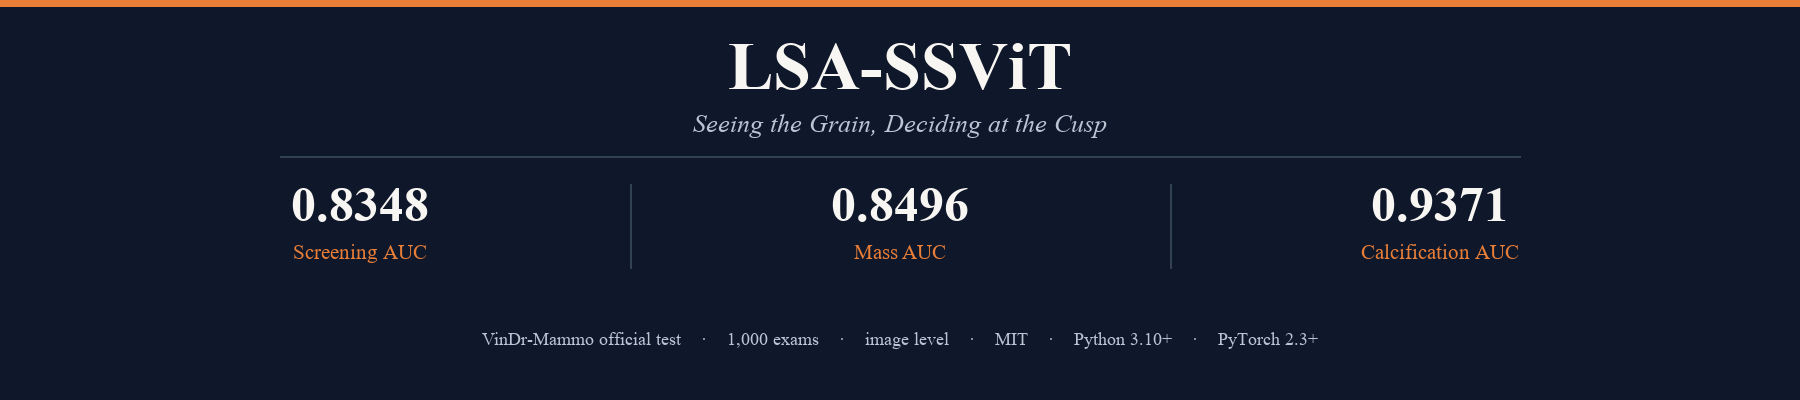 LSA-SSViT
Seeing the Grain, Deciding at the Cusp
0.8348
Screening AUC
0.8496
Mass AUC
0.9371
Calcification AUC
VinDr-Mammo official test · 1,000 exams · image level · MIT · Python 3.10+ · PyTorch 2.3+